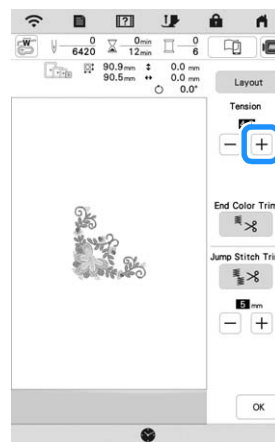 W 0 0min 0
6420 12min 6
90.9mm 0.0 mm
90.5mm 0.0 mm
0.0°
Layout
Tension
End Color Trim
Jump Stitch Tri
5 mm
OK